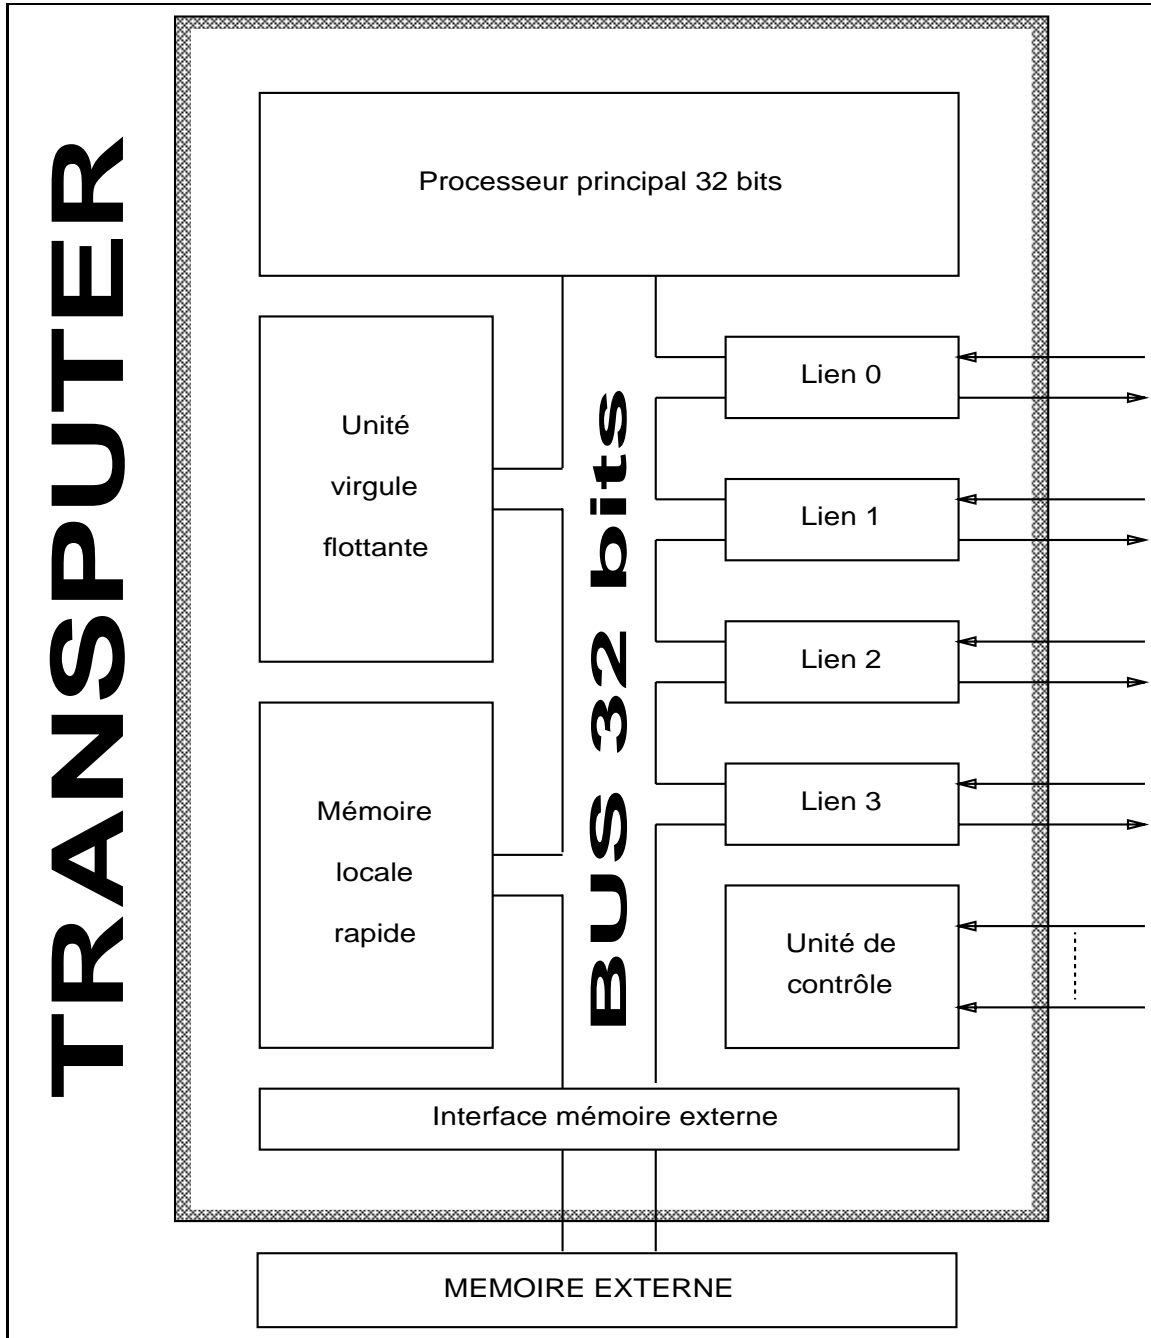 TRANSPUTER
Processeur principal 32 bits
Unité
virgule
flottante
Mémoire
locale
rapide
BUS 32 bits
Lien 0
Lien 1
Lien 2
Lien 3
Unité de
contrôle
Interface mémoire externe
MEMOIRE EXTERNE